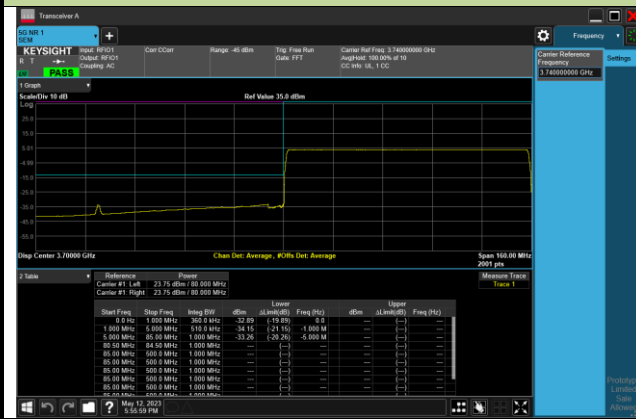 Transceiver A
5G NR 1
SEM
Frequency
KEYSIGHT
R T
LW
PASS
Input: RFIO1
Output: RFIO1
Coupling: AC
Corr CCorr
Range: -45 dBm
Trig: Free Run
Gate: FFT
Carrier Ref Freq: 3.740000000 GHz
Avg|Hold: 100.00% of 10
CC Info: UL, 1 CC
Carrier Reference
Frequency
3.740000000 GHz
Settings
1 Graph
Scale/Div 10 dB
Ref Value 35.0 dBm
Log
25.0
15.0
5.01
-4.99
-15.0
-25.0
-35.0
-45.0
-55.0
Disp Center 3.70000 GHz
Chan Det: Average , #Offs Det: Average
Span 160.00 MHz
2001 pts
2 Table
Reference Power
Carrier #1: Left 23.75 dBm / 80.000 MHz
Carrier #1: Right 23.75 dBm / 80.000 MHz
Measure Trace
Trace 1
Lower Upper
Start Freq Stop Freq Integ BW dBm ΔLimit(dB) Freq (Hz) dBm ΔLimit(dB) Freq (Hz)
0.0 Hz 1.000 MHz 360.0 kHz -32.89 (-19.89) 0.0 --- (---) ---
1.000 MHz 5.000 MHz 510.0 kHz -34.15 (-21.15) -1.000 M --- (---) ---
5.000 MHz 85.00 MHz 1.000 MHz -33.26 (-20.26) -5.000 M --- (---) ---
80.50 MHz 84.50 MHz 1.000 MHz --- (---) --- --- (---) ---
85.00 MHz 500.0 MHz 1.000 MHz --- (---) --- --- (---) ---
85.00 MHz 500.0 MHz 1.000 MHz --- (---) --- --- (---) ---
85.00 MHz 500.0 MHz 1.000 MHz --- (---) --- --- (---) ---
85.00 MHz 500.0 MHz 1.000 MHz --- (---) --- --- (---) ---
85.00 MHz 500.0 MHz 1.000 MHz --- (---) --- --- (---) ---
May 12, 2023
5:55:59 PM
Prototyp
Limited
Sale
Allowe